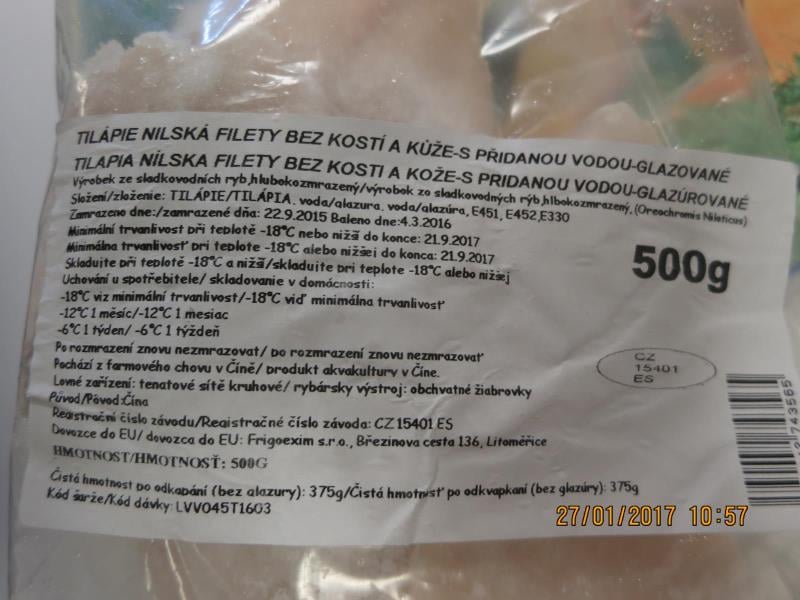 TILÁPIE NILSKÁ FILETY BEZ KOSTÍ A KŮŽE-S PŘIDANOU VODOU-GLAZOVANÉ
TILAPIA NÍLSKA FILETY BEZ KOSTI A KOŽE-S PRIDANOU VODOU-GLAZÚROVANÉ
Výrobek ze sladkovodních ryb,hlubokozmrazený/výrobok zo sladkovodných rýb,hlbokozmrazený, (Oreochromis Niloticus)
Složení/zloženie: TILÁPIE/TILÁPIA, voda/glazura, voda/glazúra, E451, E452,E330
Zamrazeno dne:/zamrazené dňa: 22.9.2015 Baleno dne:4.3.2016
Minimální trvanlivost při teplotě -18°C nebo nižší do konce: 21.9.2017
Minimálna trvanlivosť pri teplote -18°C alebo nižšej do konca: 21.9.2017
Skladujte při teplotě -18°C a nižší/skladujte pri teplote -18°C alebo nižšej
500g
Uchování u spotřebitele/ skladovanie v domácnosti:
-18°C viz minimální trvanlivost/-18°C viď minimálna trvanlivosť
-12°C 1 měsíc/-12°C 1 mesiac
-6°C 1 týden/ -6°C 1 týždeň
Po rozmrazení znovu nezmrazovat/ po rozmrazení znovu nezmrazovať
Pochází z farmového chovu v Číně/ produkt akvakultury v Číne.
Lovné zařízení: tenatové sítě kruhové/ rybársky výstroj: obchvatné žiabrovky
Původ/Pôvod:Čína
Registrační číslo závodu/Registračné číslo závoda: CZ 15401 ES
Dovozce do EU/ dovozca do EU: Frigoexim s.r.o., Březinova cesta 136, Litoměřice
HMOTNOST/HMOTNOSŤ: 500G
Čistá hmotnost po odkapání (bez glazury): 375g/Čistá hmotnosť po odkvapkaní (bez glazúry): 375g
Kód šarže/Kód dávky: LVV045T1603
CZ
15401
ES
743565
27/01/2017 10:57